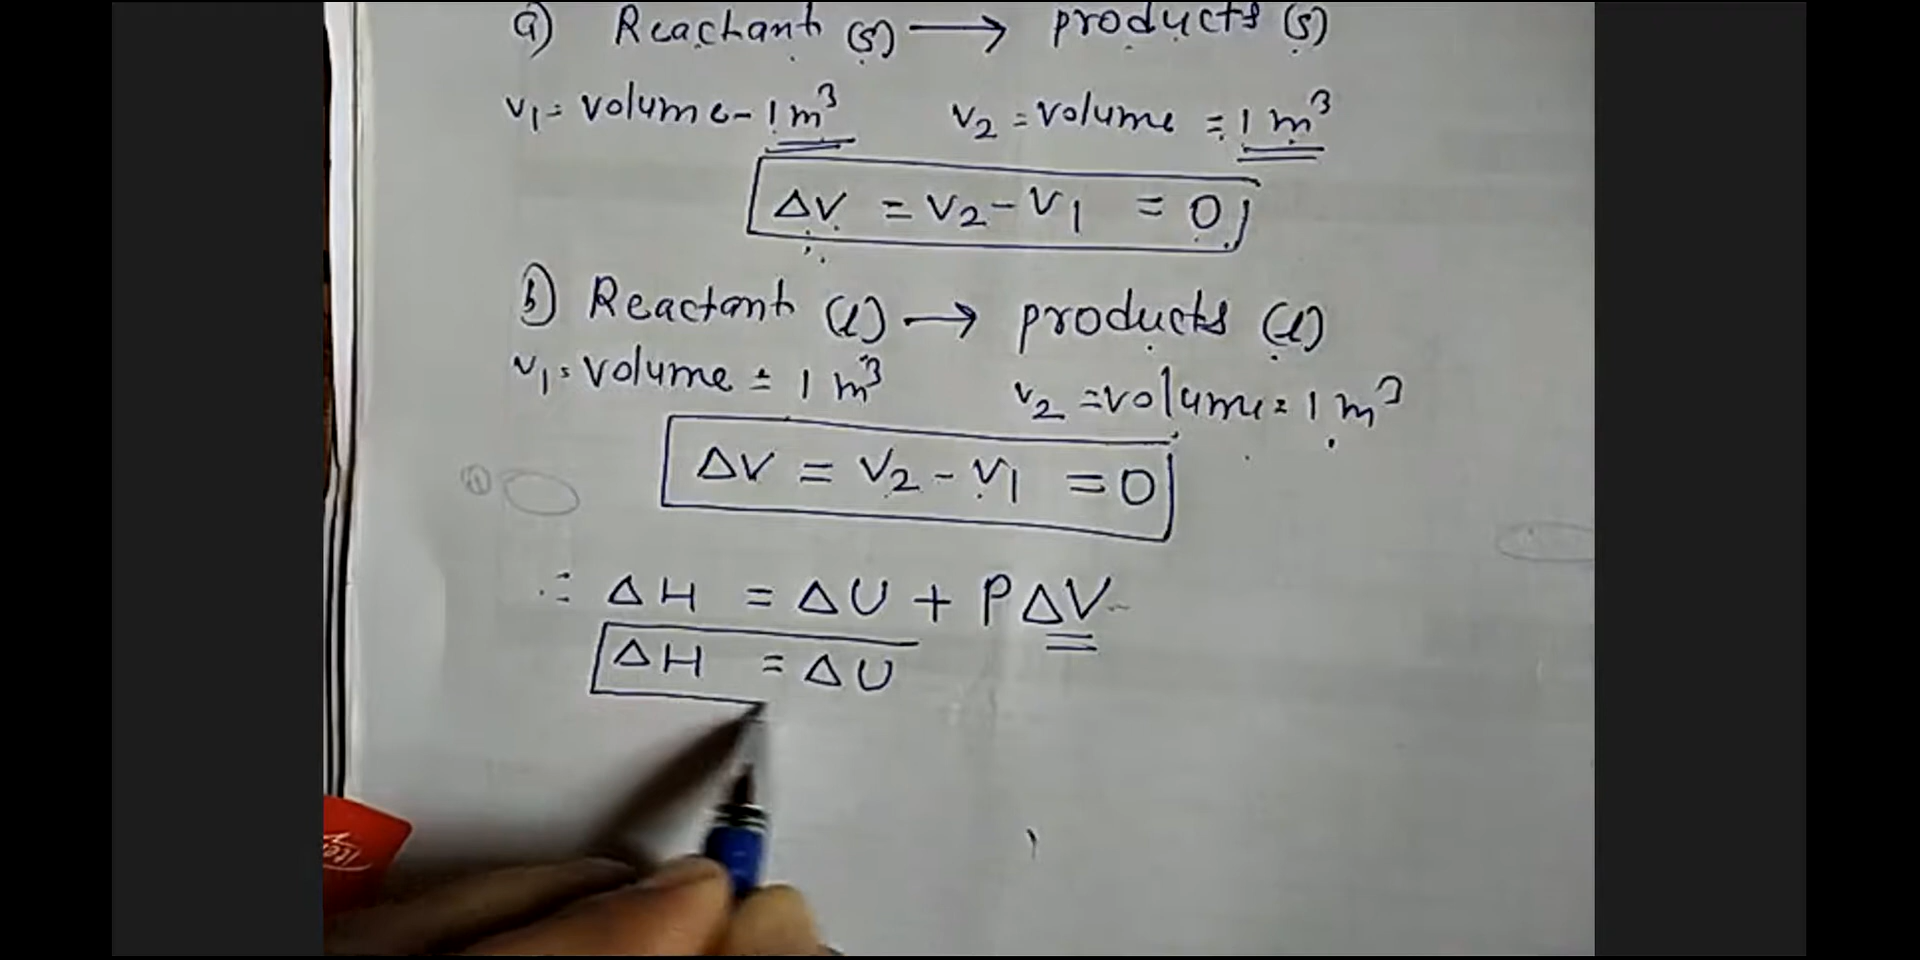 a) Reactant (s) ⟶ products (s)
V₁= volume- 1 m³ V₂ = volume = 1 m³
ΔV = V₂ - V₁ = 0
b) Reactant (l) ⟶ products (l)
V₁= volume = 1 m³ V₂ = volume = 1 m³
ΔV = V₂ - V₁ = 0
∴ ΔH = ΔU + PΔV
ΔH = ΔU